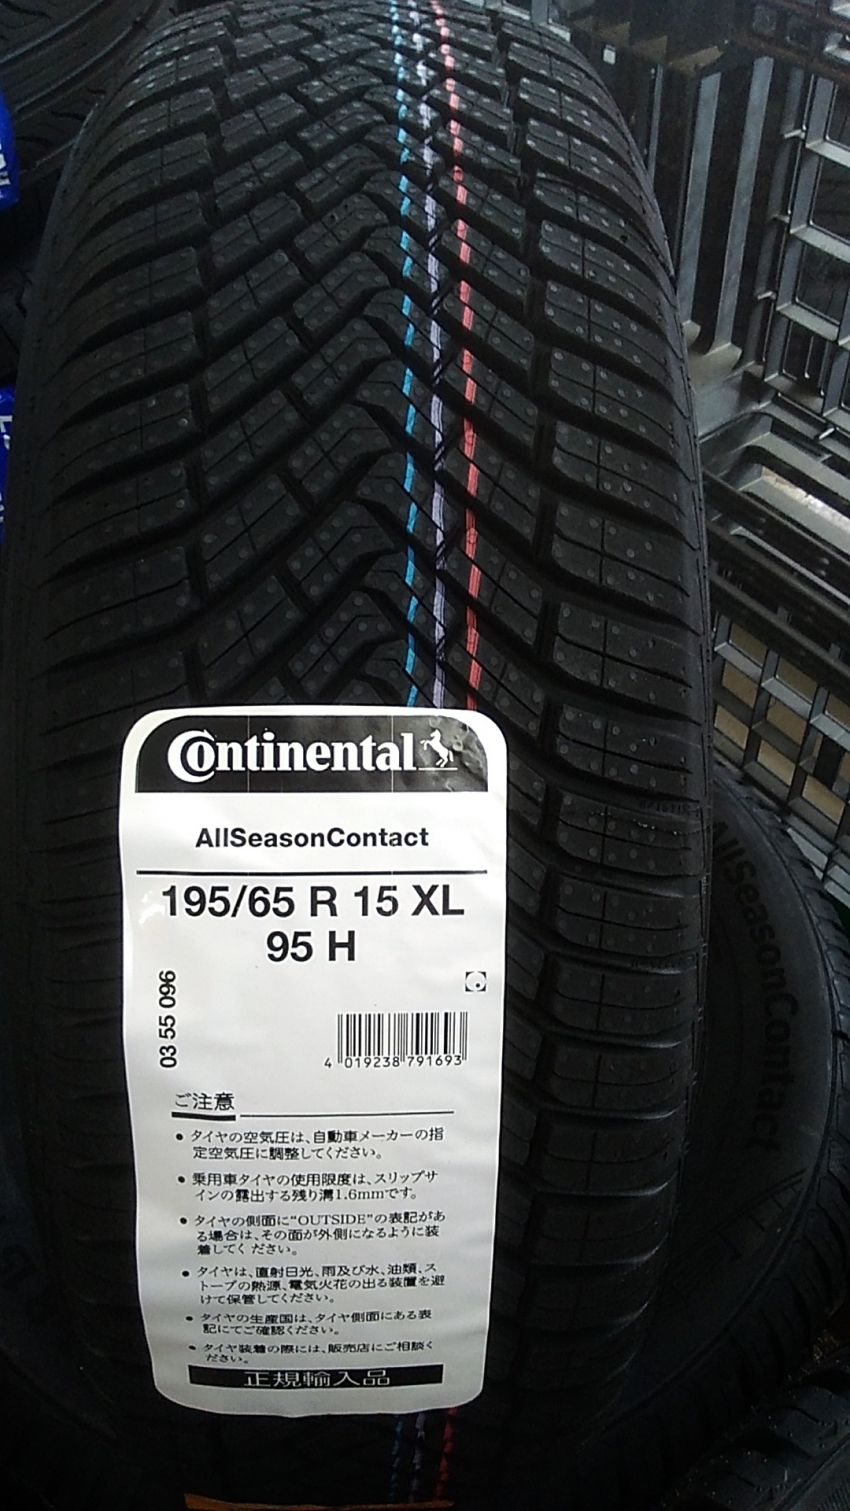 Continental
AllSeasonContact
195/65 R 15 XL
95 H
03 55 096
4 019238 791693
ご注意
• タイヤの空気圧は、自動車メーカーの指
定空気圧に調整してください。
• 乗用車タイヤの使用限度は、スリップサ
インの露出する残り溝1.6mmです。
• タイヤの側面に“OUTSIDE”の表記があ
る場合は、その面が外側になるように装
着してください。
• タイヤは、直射日光、雨及び水、油類、ス
トーブの熱源、電気火花の出る装置を避
けて保管してください。
• タイヤの生産国は、タイヤ側面にある表
記にてご確認ください。
• タイヤ装着の際には、販売店にご相談く
ださい。
正規輸入品
AllSeasonContact